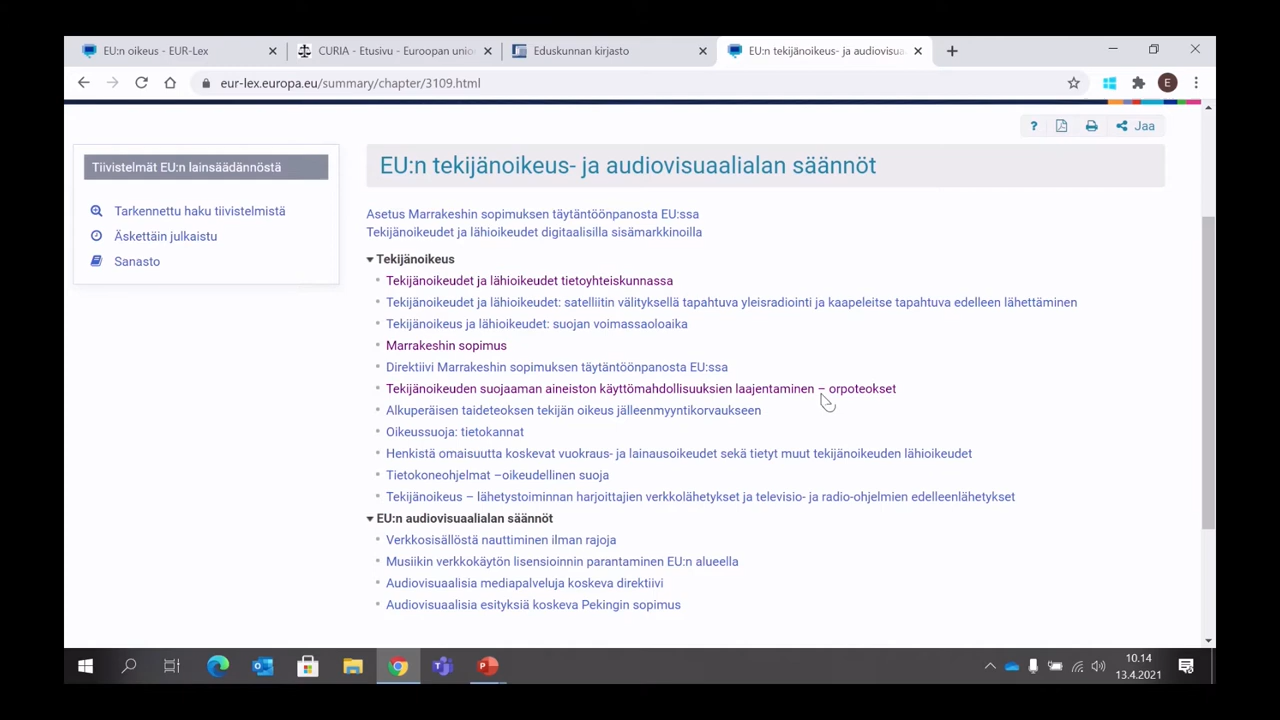 EU:n oikeus - EUR-Lex
CURIA - Etusivu - Euroopan unio
Eduskunnan kirjasto
EU:n tekijänoikeus- ja audiovisua
eur-lex.europa.eu/summary/chapter/3109.html
E
? Jaa
Tiivistelmät EU:n lainsäädännöstä
Tarkennettu haku tiivistelmistä
Äskettäin julkaistu
Sanasto
EU:n tekijänoikeus- ja audiovisuaalialan säännöt
Asetus Marrakeshin sopimuksen täytäntöönpanosta EU:ssa
Tekijänoikeudet ja lähioikeudet digitaalisilla sisämarkkinoilla
Tekijänoikeus
Tekijänoikeudet ja lähioikeudet tietoyhteiskunnassa
Tekijänoikeudet ja lähioikeudet: satelliitin välityksellä tapahtuva yleisradiointi ja kaapeleitse tapahtuva edelleen lähettäminen
Tekijänoikeus ja lähioikeudet: suojan voimassaoloaika
Marrakeshin sopimus
Direktiivi Marrakeshin sopimuksen täytäntöönpanosta EU:ssa
Tekijänoikeuden suojaaman aineiston käyttömahdollisuuksien laajentaminen – orpoteokset
Alkuperäisen taideteoksen tekijän oikeus jälleenmyyntikorvaukseen
Oikeussuoja: tietokannat
Henkistä omaisuutta koskevat vuokraus- ja lainausoikeudet sekä tietyt muut tekijänoikeuden lähioikeudet
Tietokoneohjelmat –oikeudellinen suoja
Tekijänoikeus – lähetystoiminnan harjoittajien verkkolähetykset ja televisio- ja radio-ohjelmien edelleenlähetykset
EU:n audiovisuaalialan säännöt
Verkkosisällöstä nauttiminen ilman rajoja
Musiikin verkkokäytön lisensioinnin parantaminen EU:n alueella
Audiovisuaalisia mediapalveluja koskeva direktiivi
Audiovisuaalisia esityksiä koskeva Pekingin sopimus
10.14
13.4.2021